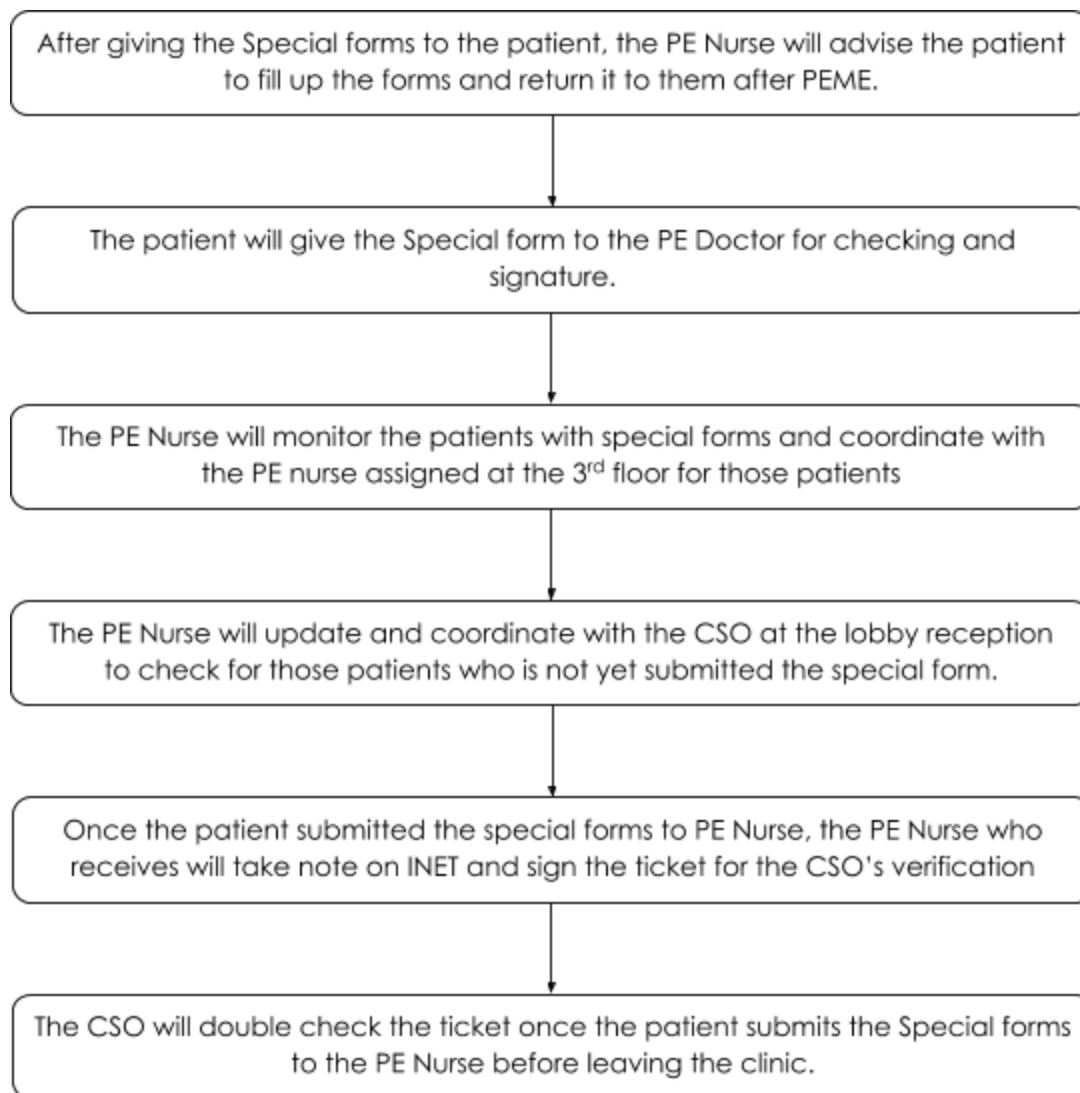 After giving the Special forms to the patient, the PE Nurse will advise the patient
to fill up the forms and return it to them after PEME.
The patient will give the Special form to the PE Doctor for checking and
signature.
The PE Nurse will monitor the patients with special forms and coordinate with
the PE nurse assigned at the 3rd floor for those patients
The PE Nurse will update and coordinate with the CSO at the lobby reception
to check for those patients who is not yet submitted the special form.
Once the patient submitted the special forms to PE Nurse, the PE Nurse who
receives will take note on INET and sign the ticket for the CSO’s verification
The CSO will double check the ticket once the patient submits the Special forms
to the PE Nurse before leaving the clinic.